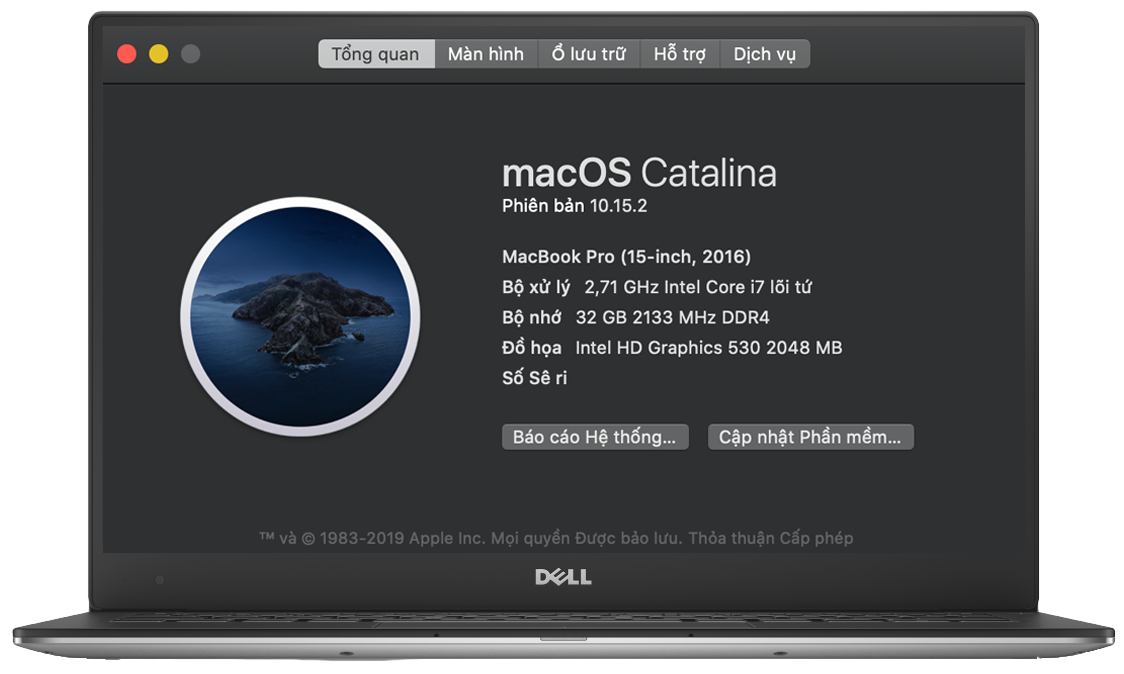 Tổng quan Màn hình Ổ lưu trữ Hỗ trợ Dịch vụ
macOS Catalina
Phiên bản 10.15.2
MacBook Pro (15-inch, 2016)
Bộ xử lý 2,71 GHz Intel Core i7 lõi tứ
Bộ nhớ 32 GB 2133 MHz DDR4
Đồ họa Intel HD Graphics 530 2048 MB
Số Sê ri
Báo cáo Hệ thống... Cập nhật Phần mềm...
™ và © 1983-2019 Apple Inc. Mọi quyền Được bảo lưu. Thỏa thuận Cấp phép
DELL